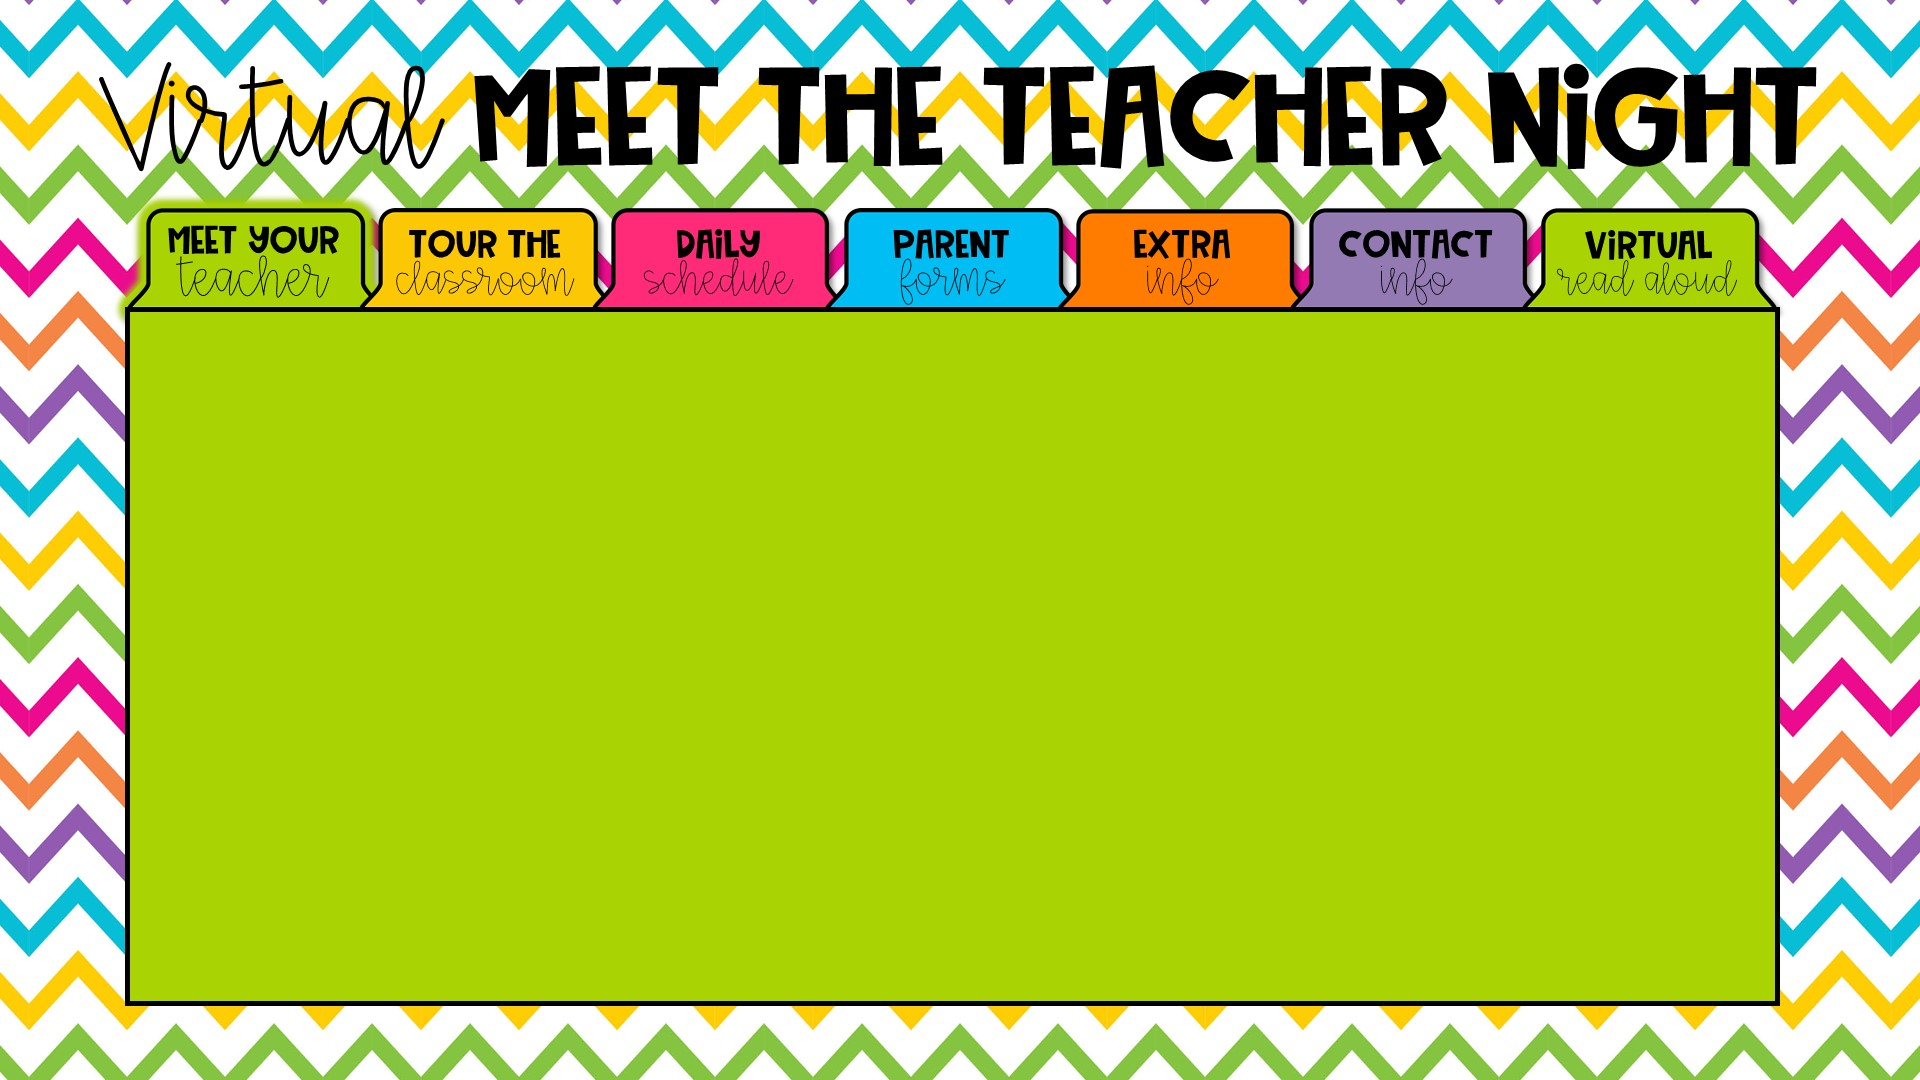 Virtual MEET THE TEACHER NiGHT
MEET YOUR
teacher
TOUR THE
classroom
DAiLY
schedule
PARENT
forms
EXTRA
info
CONTACT
info
ViRTUAL
read aloud